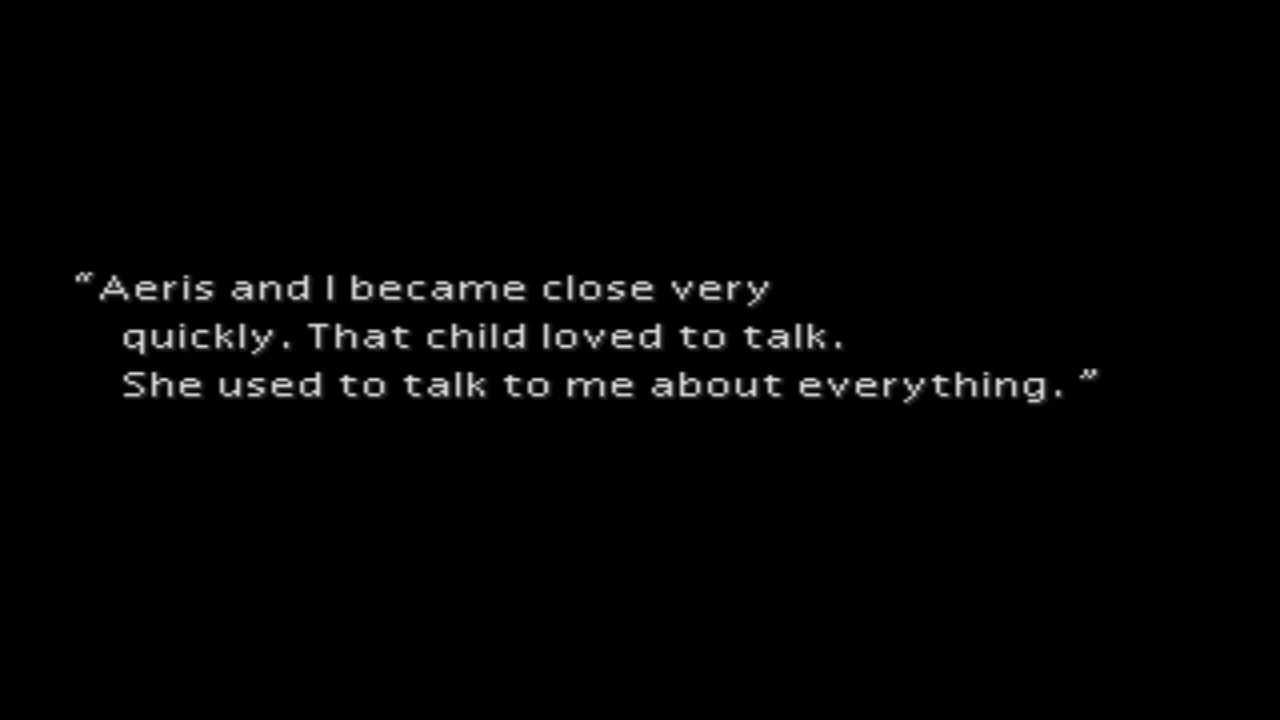 “Aeris and I became close very
quickly. That child loved to talk.
She used to talk to me about everything.”